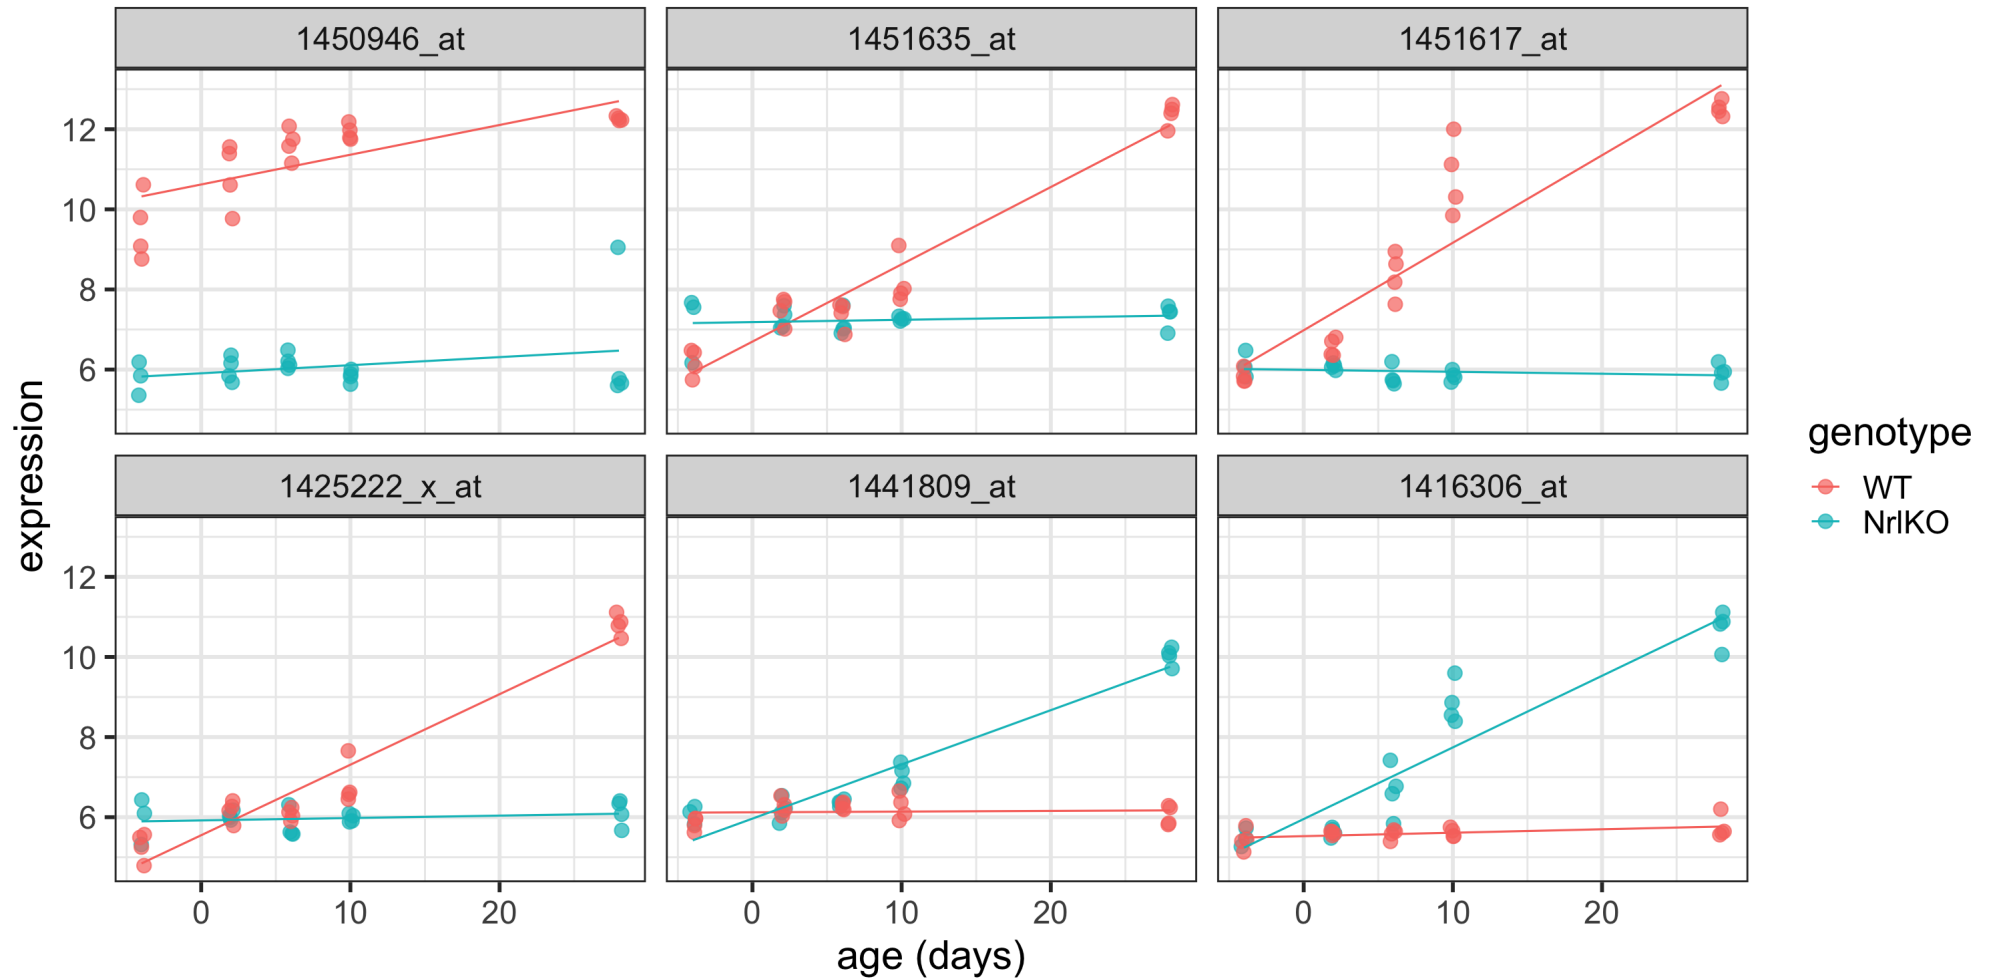 1450946_at
1451635_at
1451617_at
12
10
8
6
1425222_x_at
1441809_at
1416306_at
12
10
8
6
0
10
20
0
10
20
0
10
20
age (days)
expression
genotype
WT
NrlKO